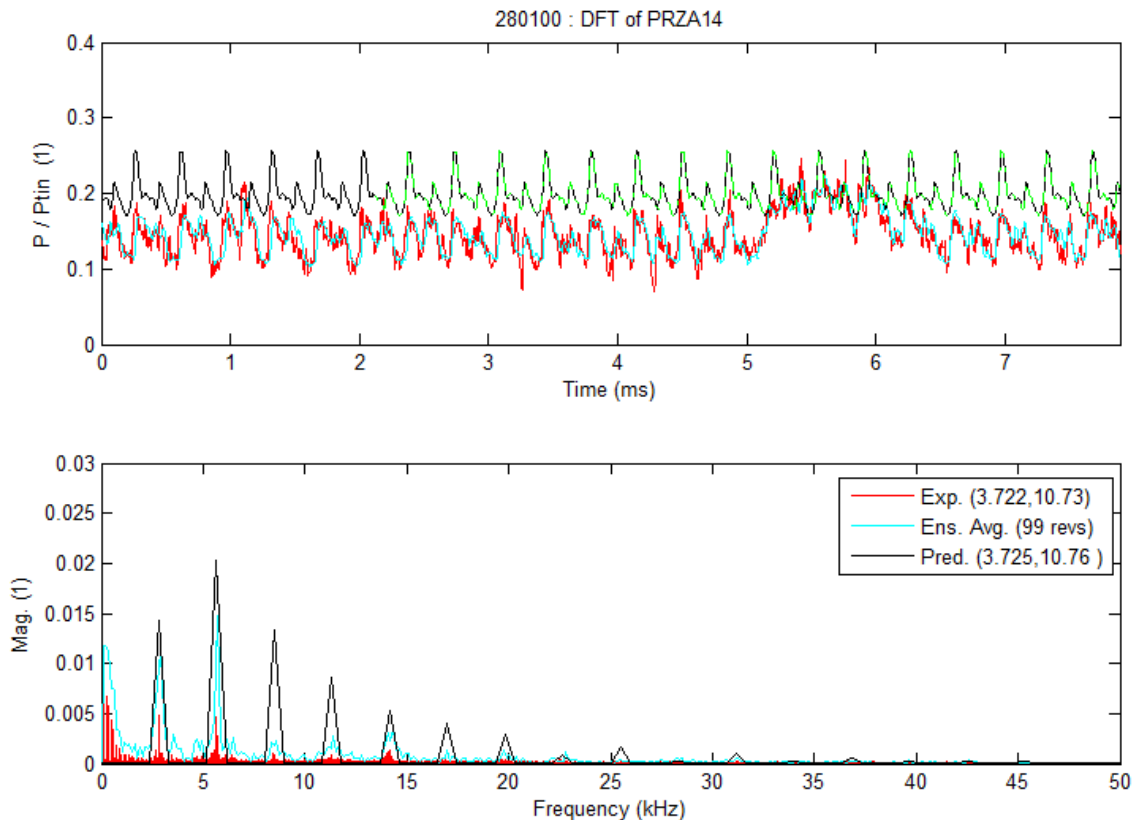 280100 : DFT of PRZA14
0.4
0.3
0.2
0.1
0
P / Ptin (1)
0 1 2 3 4 5 6 7
Time (ms)
0.03
0.025
0.02
0.015
0.01
0.005
0
Mag. (1)
Exp. (3.722,10.73)
Ens. Avg. (99 revs)
Pred. (3.725,10.76 )
0 5 10 15 20 25 30 35 40 45 50
Frequency (kHz)